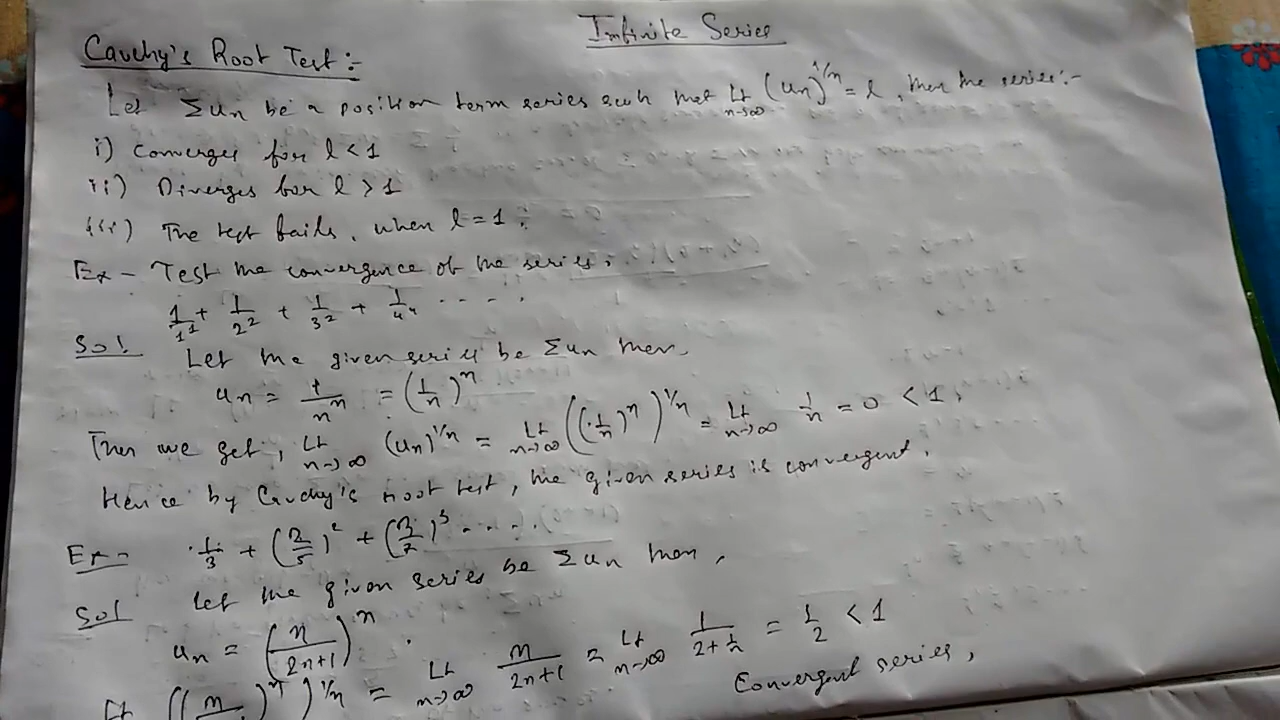 Infinite Series
Cauchy's Root Test :-
Let Σun be a position term series such that Lt n→∞ (un)^1/n = l, then the series:-
i) Converges for l < 1
ii) Diverges for l > 1
iii) The test fails, when l = 1.
Ex - Test the convergence of the series,
1/1^1 + 1/2^2 + 1/3^2 + 1/4^4 .....
Sol Let the given series be Σun then,
un = 1/n^n = (1/n)^n
Then we get, Lt n→∞ (un)^1/n = Lt n→∞ ((1/n)^n)^1/n = Lt n→∞ 1/n = 0 < 1,
Hence by Cauchy's root test, the given series is convergent.
Ex - 1/3 + (2/5)^2 + (3/7)^3 .....
Sol Let the given series be Σun then,
un = (n/2n+1)^n
Lt ((n/)^n)^1/n = Lt n→∞ n/2n+1 = Lt n→∞ 1/2+1/n = 1/2 < 1
Convergent series,